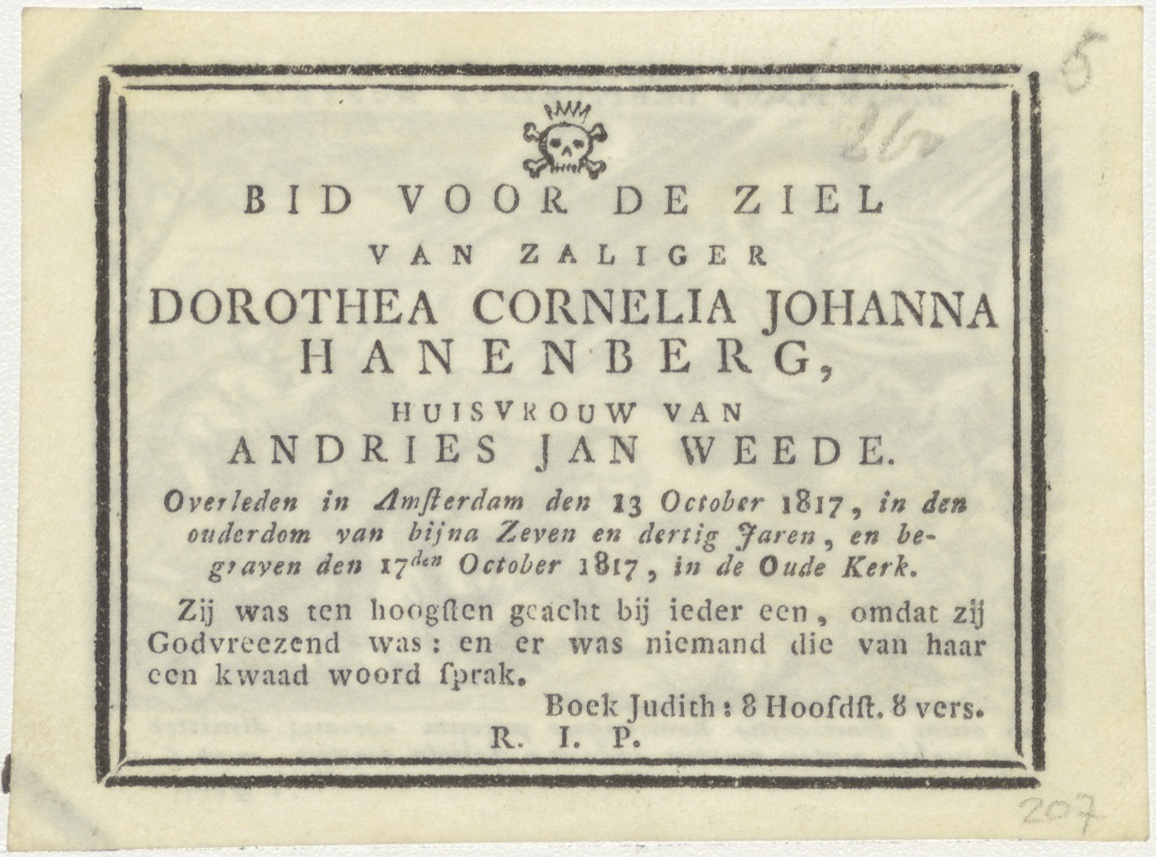 5
BID VOOR DE ZIEL
VAN ZALIGER
DOROTHEA CORNELIA JOHANNA
HANENBERG,
HUISVROUW VAN
ANDRIES JAN WEEDE.
Overleden in Amſterdam den 13 October 1817, in den
ouderdom van bijna Zeven en dertig Jaren, en be-
graven den 17den October 1817, in de Oude Kerk.
Zij was ten hoogſten geacht bij ieder een, omdat zij
Godvreezend was: en er was niemand die van haar
een kwaad woord ſprak.
Boek Judith: 8 Hoofdſt. 8 vers.
R. I. P.
207